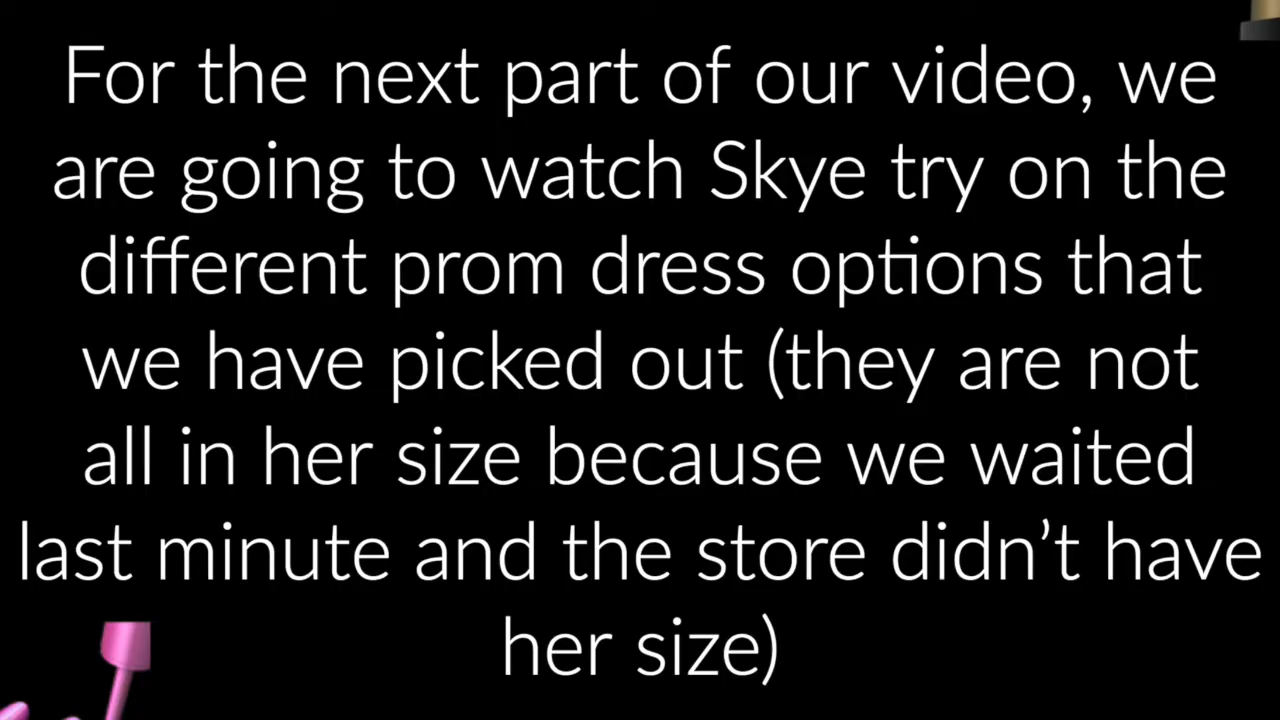 For the next part of our video, we
are going to watch Skye try on the
different prom dress options that
we have picked out (they are not
all in her size because we waited
last minute and the store didn’t have
her size)